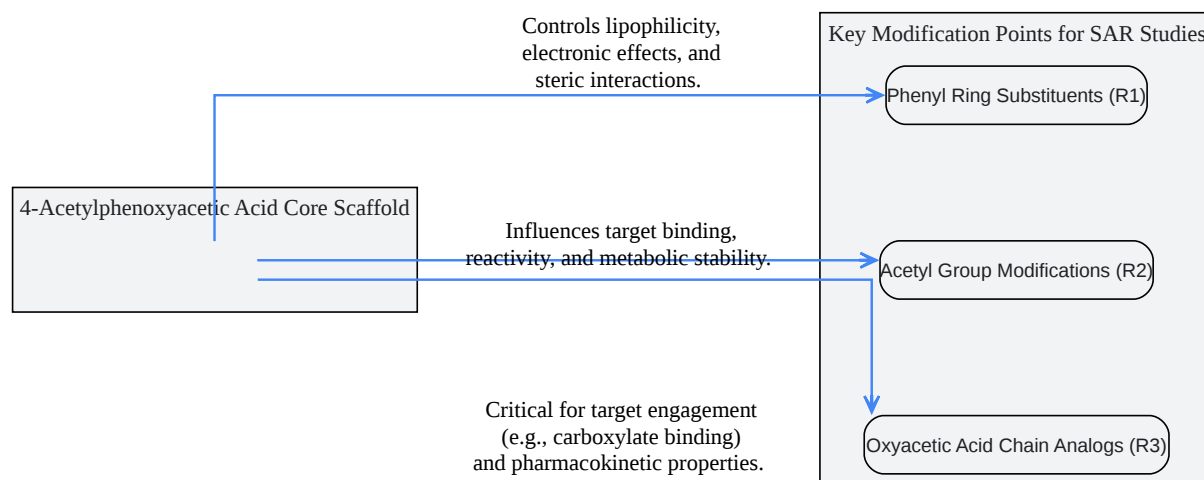 Controls lipophilicity,
electronic effects, and
steric interactions.
Key Modification Points for SAR Studies
Phenyl Ring Substituents (R1)
4-Acetylphenoxyacetic Acid Core Scaffold
Influences target binding,
reactivity, and metabolic stability.
Acetyl Group Modifications (R2)
Critical for target engagement
(e.g., carboxylate binding)
and pharmacokinetic properties.
Oxyacetic Acid Chain Analogs (R3)